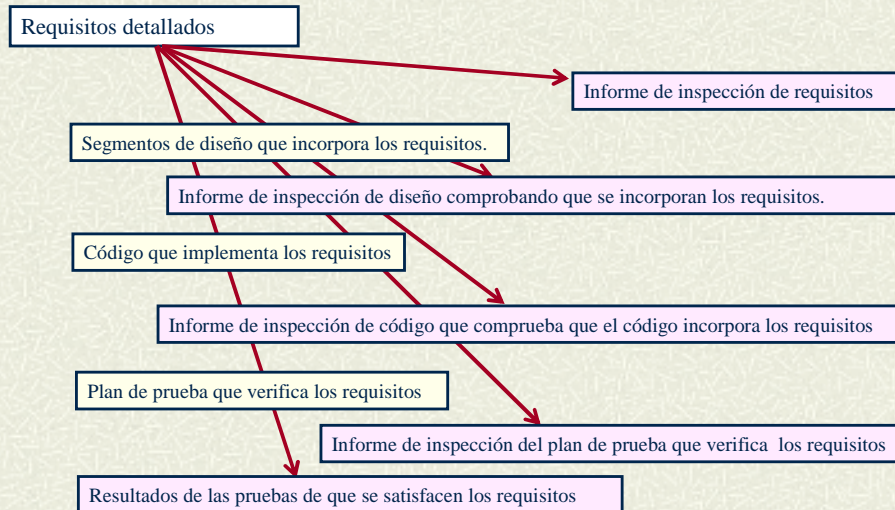 Requisitos detallados
Informe de inspección de requisitos
Segmentos de diseño que incorpora los requisitos.
Informe de inspección de diseño comprobando que se incorporan los requisitos.
Código que implementa los requisitos
Informe de inspección de código que comprueba que el código incorpora los requisitos
Plan de prueba que verifica los requisitos
Informe de inspección del plan de prueba que verifica los requisitos
Resultados de las pruebas de que se satisfacen los requisitos